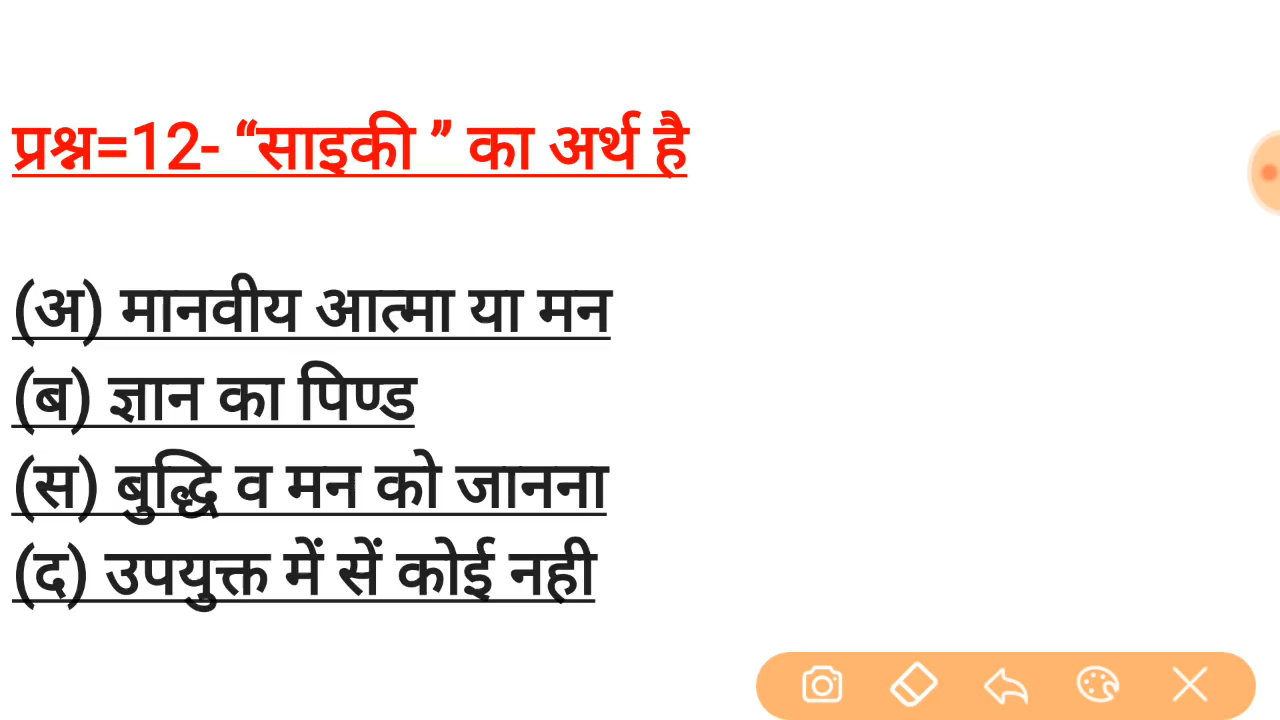 प्रश्न=12- “साइकी ” का अर्थ है
(अ) मानवीय आत्मा या मन
(ब) ज्ञान का पिण्ड
(स) बुद्धि व मन को जानना
(द) उपयुक्त में सें कोई नही